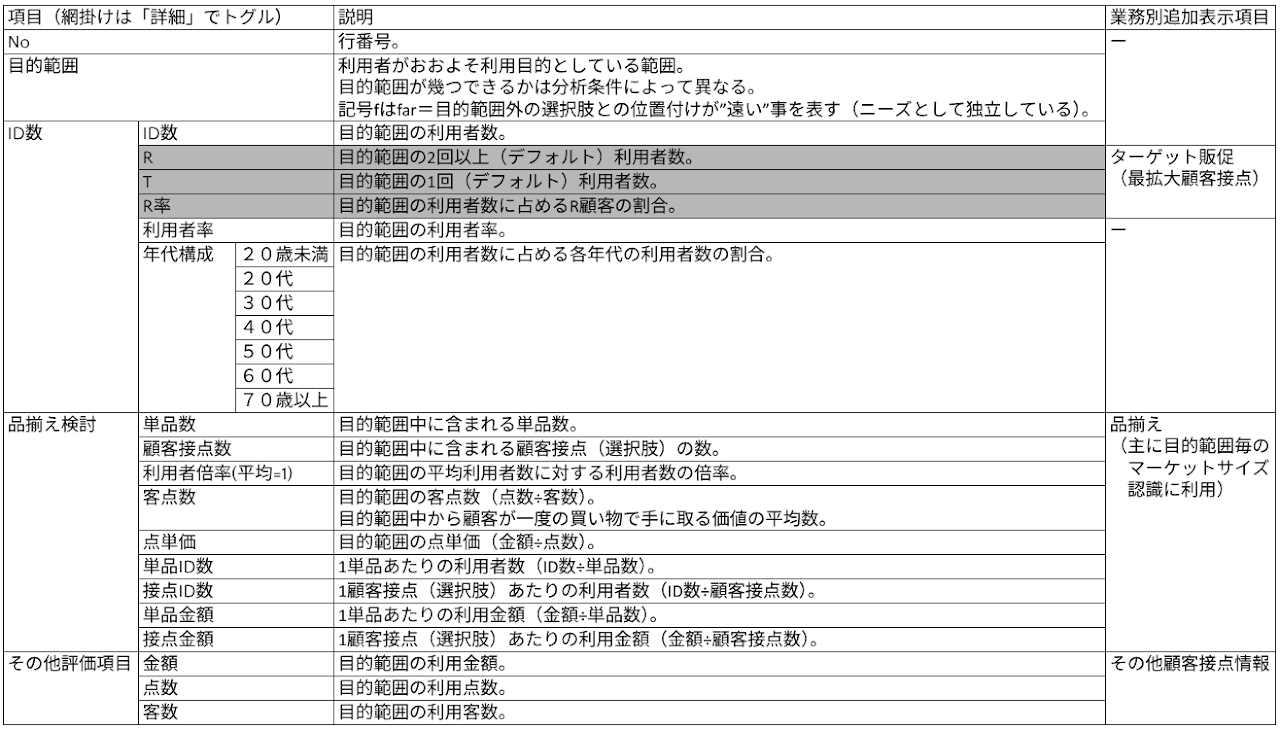 項目（網掛けは「詳細」でトグル） 説明 業務別追加表示項目
No 行番号。 ー
目的範囲 利用者がおおよそ利用目的としている範囲。
目的範囲が幾つできるかは分析条件によって異なる。
記号fはfar＝目的範囲外の選択肢との位置付けが”遠い”事を表す（ニーズとして独立している）。
ID数 ID数 目的範囲の利用者数。
R 目的範囲の2回以上（デフォルト）利用者数。 ターゲット販促
T 目的範囲の1回（デフォルト）利用者数。 （最拡大顧客接点）
R率 目的範囲の利用者数に占めるR顧客の割合。
利用者率 目的範囲の利用者率。 ー
年代構成 ２０歳未満 目的範囲の利用者数に占める各年代の利用者数の割合。
２０代
３０代
４０代
５０代
６０代
７０歳以上
品揃え検討 単品数 目的範囲中に含まれる単品数。 品揃え
顧客接点数 目的範囲中に含まれる顧客接点（選択肢）の数。 （主に目的範囲毎の
利用者倍率(平均=1) 目的範囲の平均利用者数に対する利用者数の倍率。 マーケットサイズ
客点数 目的範囲の客点数（点数÷客数）。 認識に利用）
目的範囲中から顧客が一度の買い物で手に取る価値の平均数。
点単価 目的範囲の点単価（金額÷点数）。
単品ID数 1単品あたりの利用者数（ID数÷単品数）。
接点ID数 1顧客接点（選択肢）あたりの利用者数（ID数÷顧客接点数）。
単品金額 1単品あたりの利用金額（金額÷単品数）。
接点金額 1顧客接点（選択肢）あたりの利用金額（金額÷顧客接点数）。
その他評価項目 金額 目的範囲の利用金額。 その他顧客接点情報
点数 目的範囲の利用点数。
客数 目的範囲の利用客数。